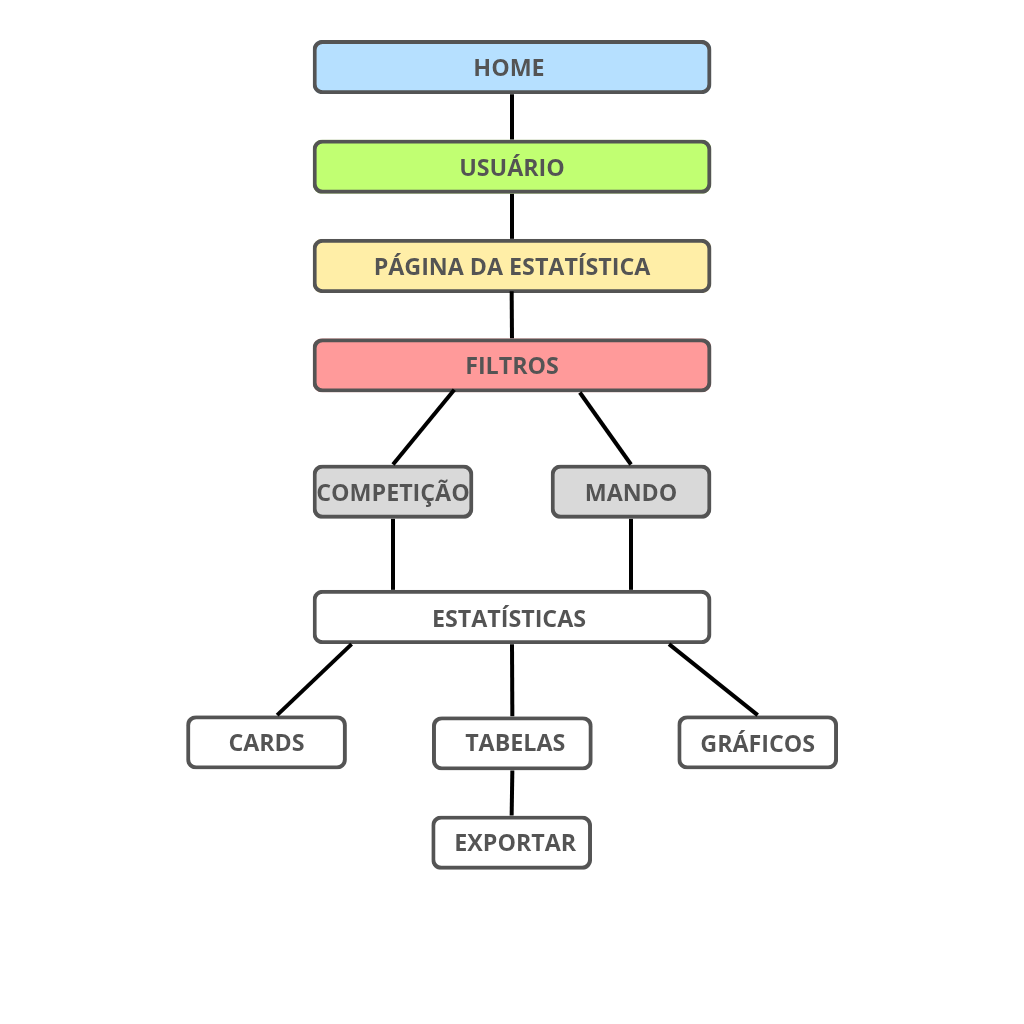 HOME
USUÁRIO
PÁGINA DA ESTATÍSTICA
FILTROS
COMPETIÇÃO
MANDO
ESTATÍSTICAS
CARDS
TABELAS
GRÁFICOS
EXPORTAR